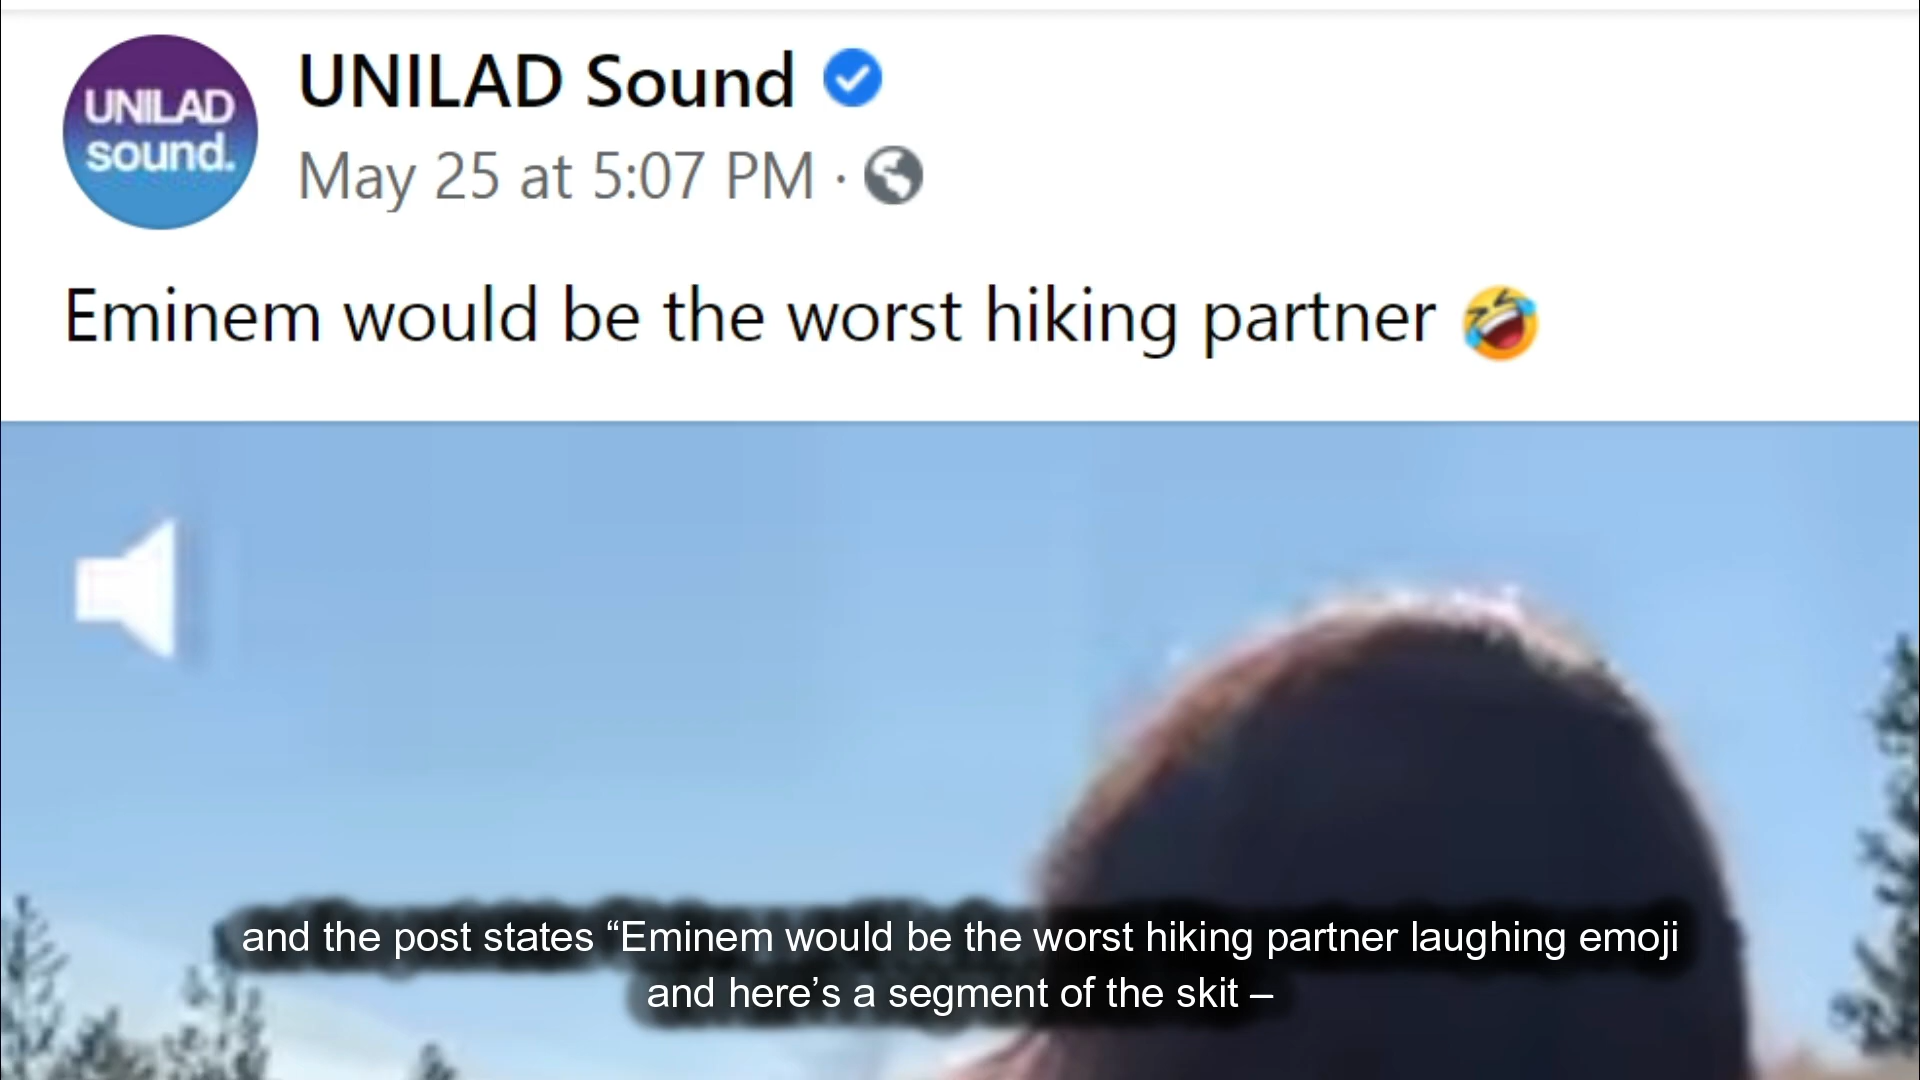 UNILAD
sound.
UNILAD Sound
May 25 at 5:07 PM ·
Eminem would be the worst hiking partner 🤣
and the post states “Eminem would be the worst hiking partner laughing emoji
and here’s a segment of the skit –